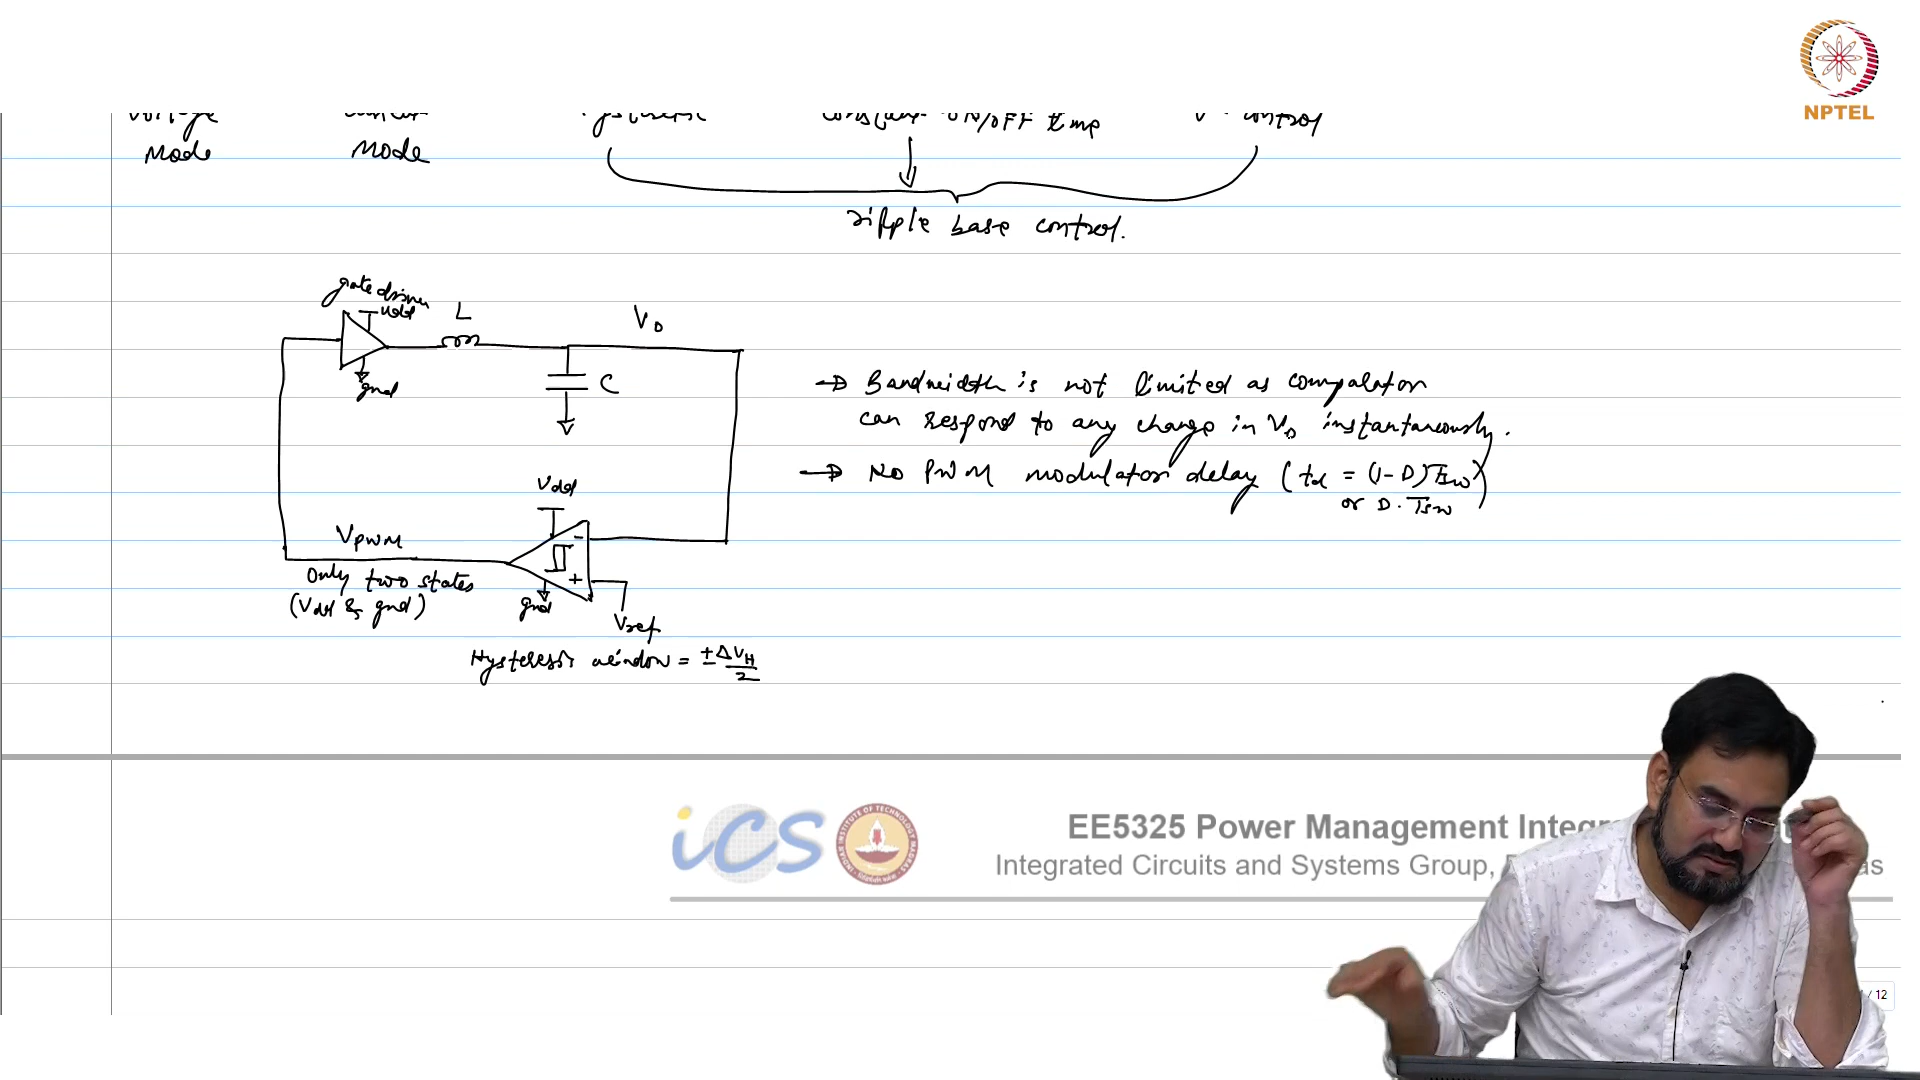 NPTEL
Mode
Mode
ripple base control.
gate driver
Vdd
L
Vo
gnd
C
→ Bandwidth is not limited as comparator
can respond to any change in Vo instantaneously.
→ No PWM modulator delay (td = (1-D)Tsw)
or D.Tsw
Vdd
VPWM
-
+
Only two states
(Vdd & gnd)
gnd
Vref
Hysteresis window = ±ΔVH/2
iCS
EE5325 Power Management
Integrated Circuits and Systems Group,
/ 12